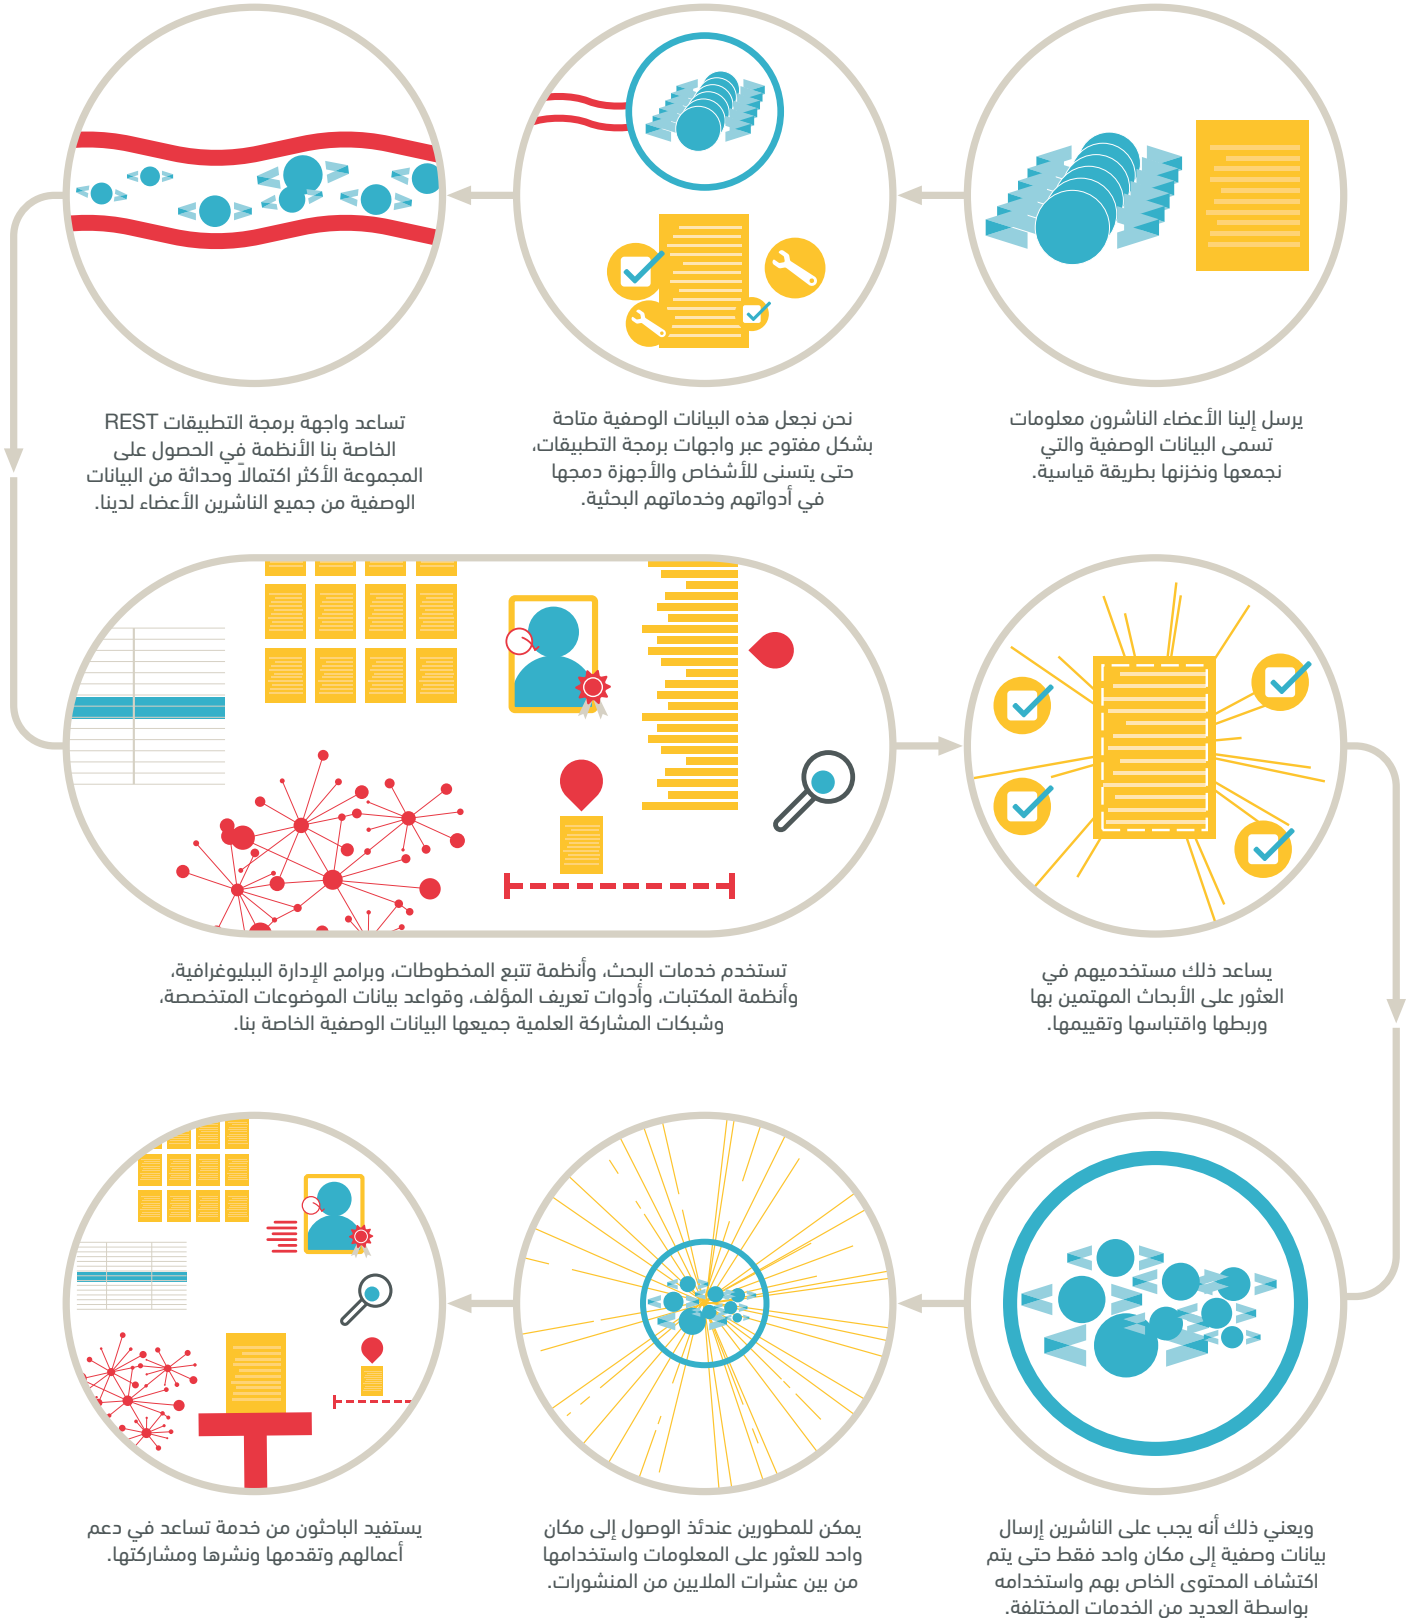 يرسل إلينا الأعضاء الناشرون معلومات
تسمى البيانات الوصفية والتي
نجمعها ونخزنها بطريقة قياسية.
نحن نجعل هذه البيانات الوصفية متاحة
بشكل مفتوح عبر واجهات برمجة التطبيقات،
حتى يتسنى للأشخاص والأجهزة دمجها
في أدواتهم وخدماتهم البحثية.
تساعد واجهة برمجة التطبيقات REST
الخاصة بنا الأنظمة في الحصول على
المجموعة الأكثر اكتمالاً وحداثة من البيانات
الوصفية من جميع الناشرين الأعضاء لدينا.
تستخدم خدمات البحث، وأنظمة تتبع المخطوطات، وبرامج الإدارة الببليوغرافية،
وأنظمة المكتبات، وأدوات تعريف المؤلف، وقواعد بيانات الموضوعات المتخصصة،
وشبكات المشاركة العلمية جميعها البيانات الوصفية الخاصة بنا.
يساعد ذلك مستخدميهم في
العثور على الأبحاث المهتمين بها
وربطها واقتباسها وتقييمها.
ويعني ذلك أنه يجب على الناشرين إرسال
بيانات وصفية إلى مكان واحد فقط حتى يتم
اكتشاف المحتوى الخاص بهم واستخدامه
بواسطة العديد من الخدمات المختلفة.
يمكن للمطورين عندئذ الوصول إلى مكان
واحد للعثور على المعلومات واستخدامها
من بين عشرات الملايين من المنشورات.
يستفيد الباحثون من خدمة تساعد في دعم
أعمالهم وتقدمها ونشرها ومشاركتها.